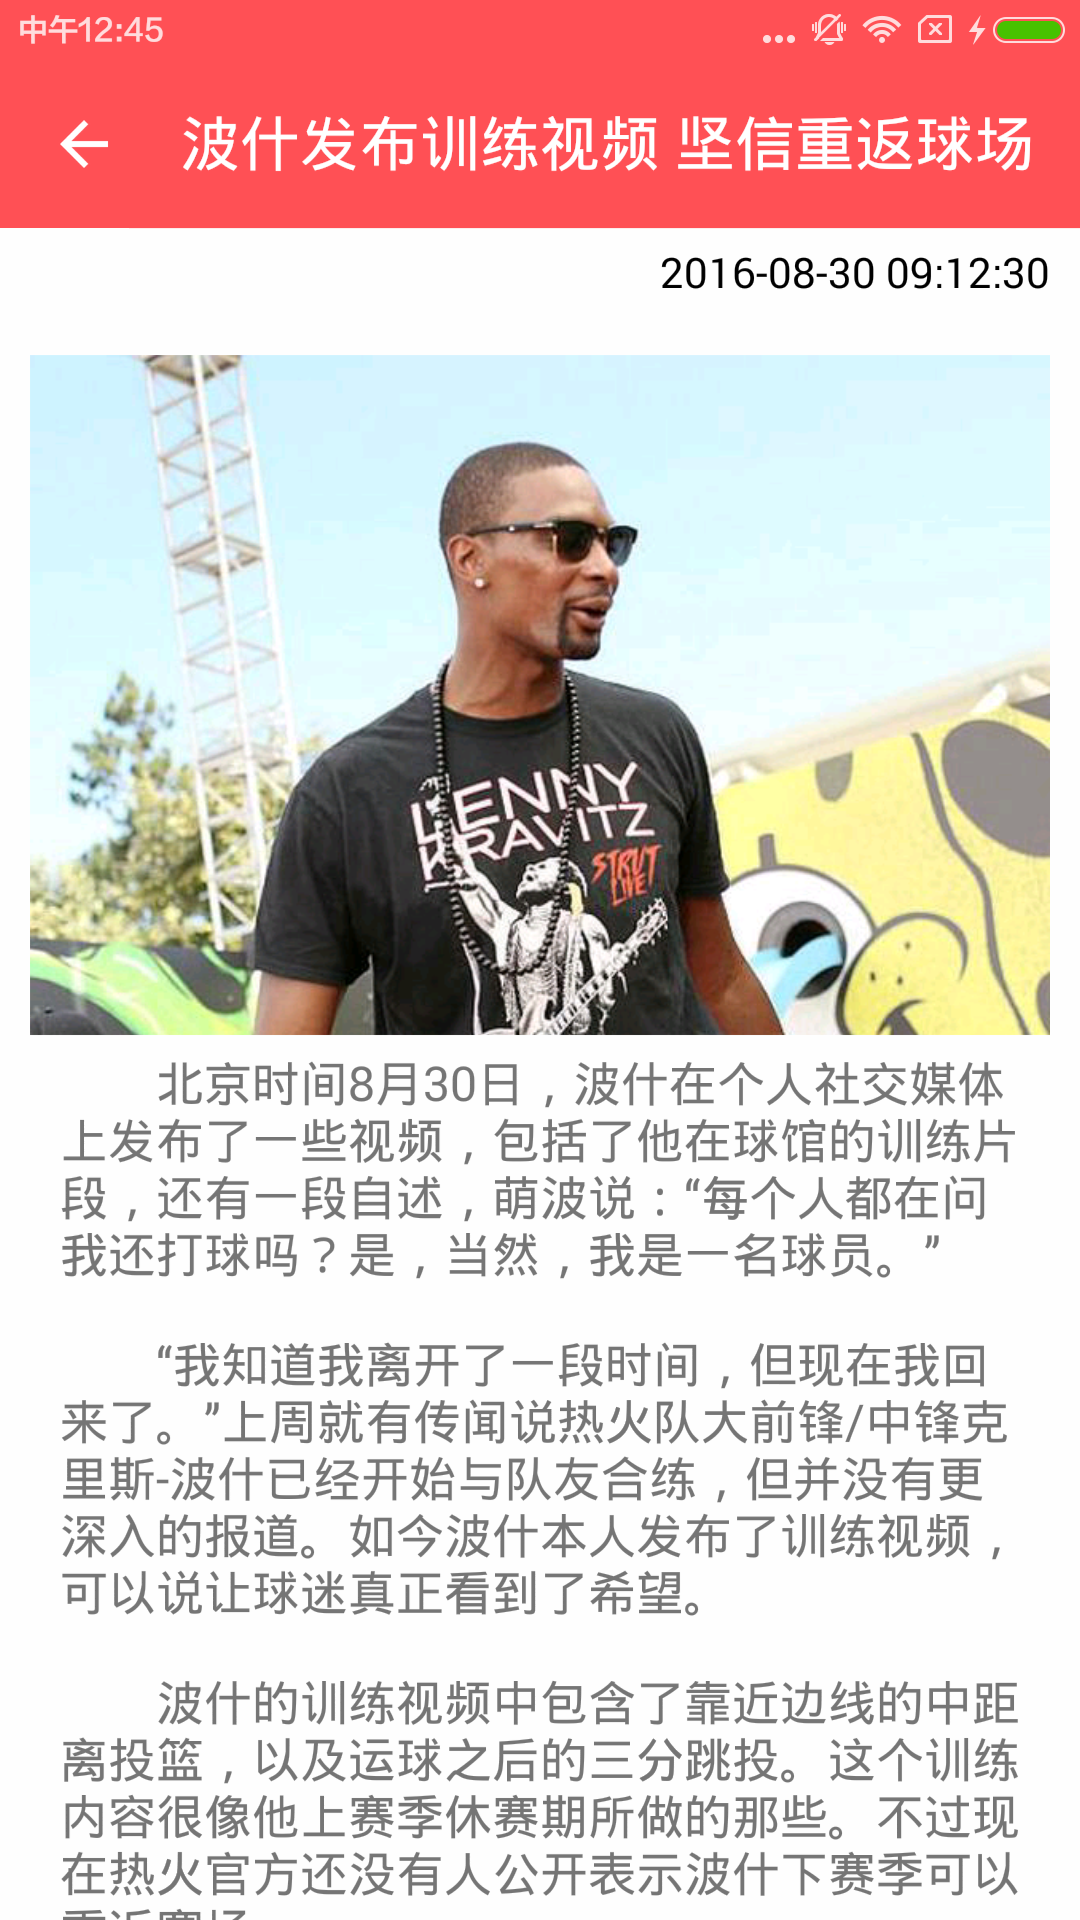 中午12:45
波什发布训练视频 坚信重返球场
2016-08-30 09:12:30
LENNY
KRAVITZ
STRUT
LIVE
北京时间8月30日，波什在个人社交媒体
上发布了一些视频，包括了他在球馆的训练片
段，还有一段自述，萌波说：“每个人都在问
我还打球吗？是，当然，我是一名球员。”
“我知道我离开了一段时间，但现在我回
来了。”上周就有传闻说热火队大前锋/中锋克
里斯-波什已经开始与队友合练，但并没有更
深入的报道。如今波什本人发布了训练视频，
可以说让球迷真正看到了希望。
波什的训练视频中包含了靠近边线的中距
离投篮，以及运球之后的三分跳投。这个训练
内容很像他上赛季休赛期所做的那些。不过现
在热火官方还没有人公开表示波什下赛季可以
重返赛场